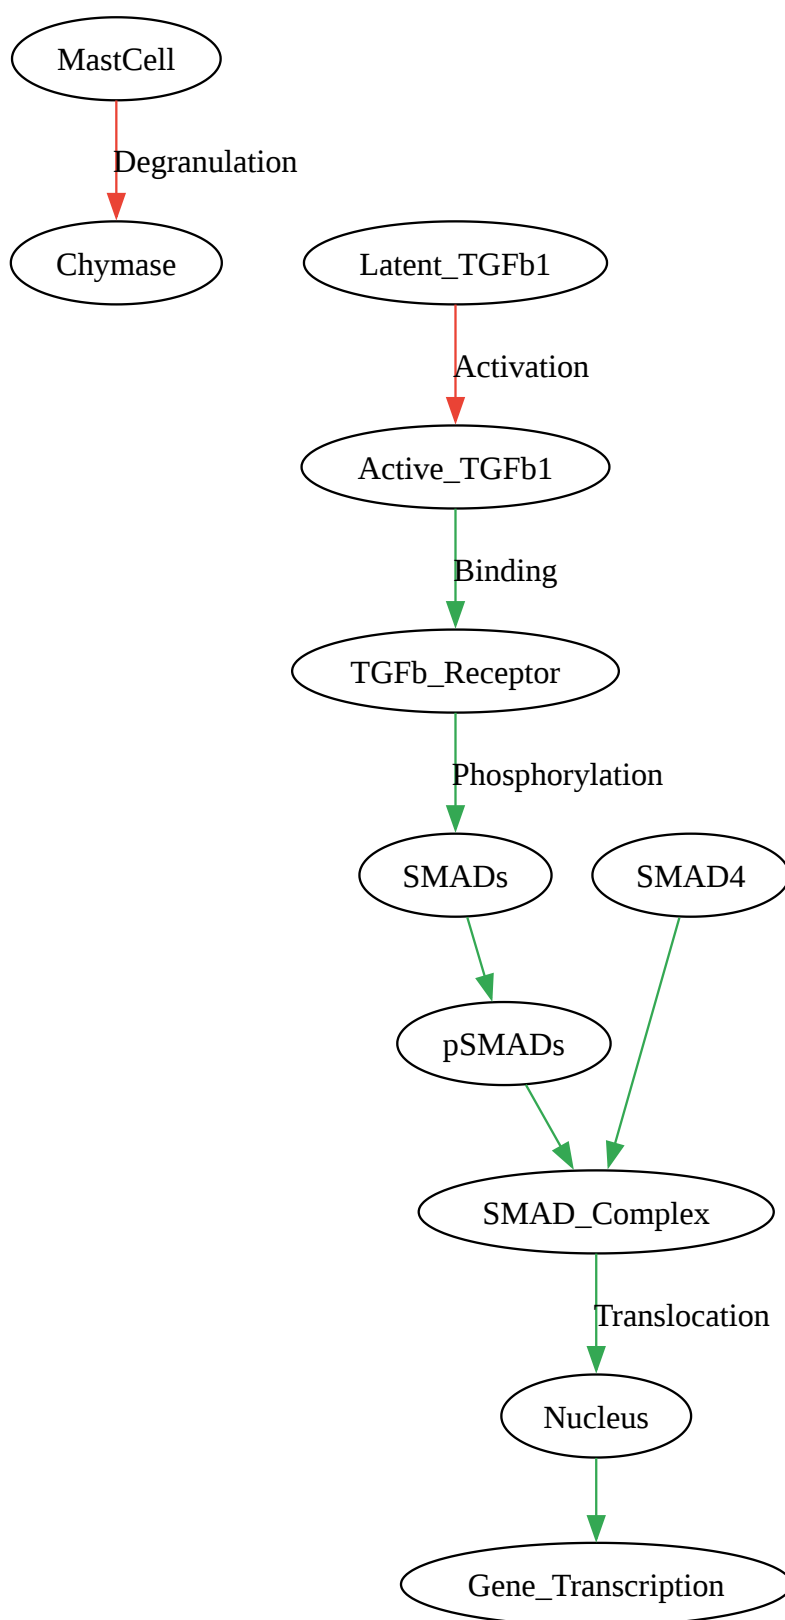 MastCell
Degranulation
Chymase
Latent_TGFb1
Activation
Active_TGFb1
Binding
TGFb_Receptor
Phosphorylation
SMADs
SMAD4
pSMADs
SMAD_Complex
Translocation
Nucleus
Gene_Transcription